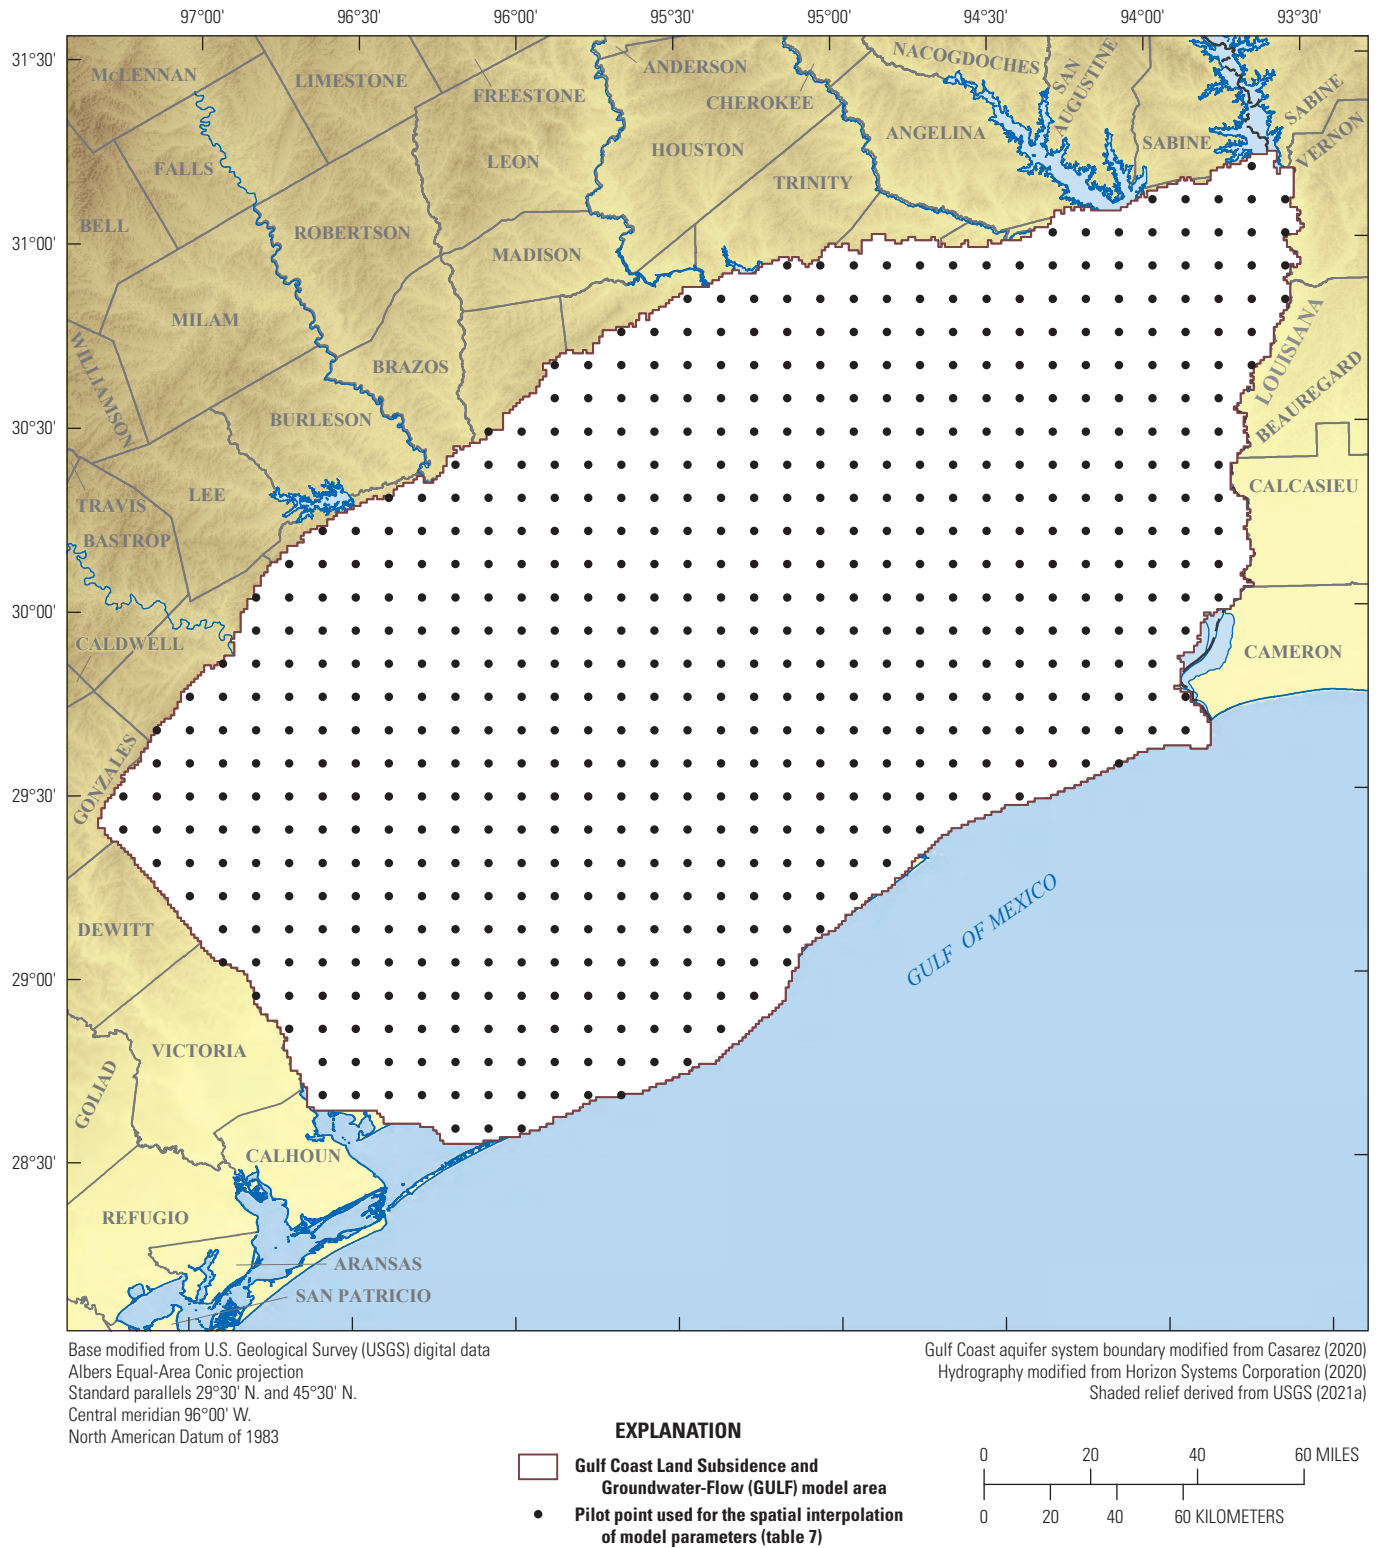 97°00'
96°30'
96°00'
95°30'
95°00'
94°30'
94°00'
93°30'
31°30'
31°00'
30°30'
30°00'
29°30'
29°00'
28°30'
McLENNAN
LIMESTONE
FREESTONE
ANDERSON
CHEROKEE
NACOGDOCHES
SAN
AUGUSTINE
SABINE
SABINE
VERNON
FALLS
LEON
HOUSTON
ANGELINA
TRINITY
BELL
ROBERTSON
MADISON
MILAM
WILLIAMSON
BRAZOS
BURLESON
LOUISIANA
BEAUREGARD
TRAVIS
LEE
BASTROP
CALCASIEU
CALDWELL
CAMERON
GONZALES
DEWITT
GULF OF MEXICO
VICTORIA
GOLIAD
CALHOUN
REFUGIO
ARANSAS
SAN PATRICIO
Base modified from U.S. Geological Survey (USGS) digital data
Albers Equal-Area Conic projection
Standard parallels 29°30' N. and 45°30' N.
Central meridian 96°00' W.
North American Datum of 1983
Gulf Coast aquifer system boundary modified from Casarez (2020)
Hydrography modified from Horizon Systems Corporation (2020)
Shaded relief derived from USGS (2021a)
EXPLANATION
Gulf Coast Land Subsidence and
Groundwater-Flow (GULF) model area
Pilot point used for the spatial interpolation
of model parameters (table 7)
0 20 40 60 MILES
0 20 40 60 KILOMETERS